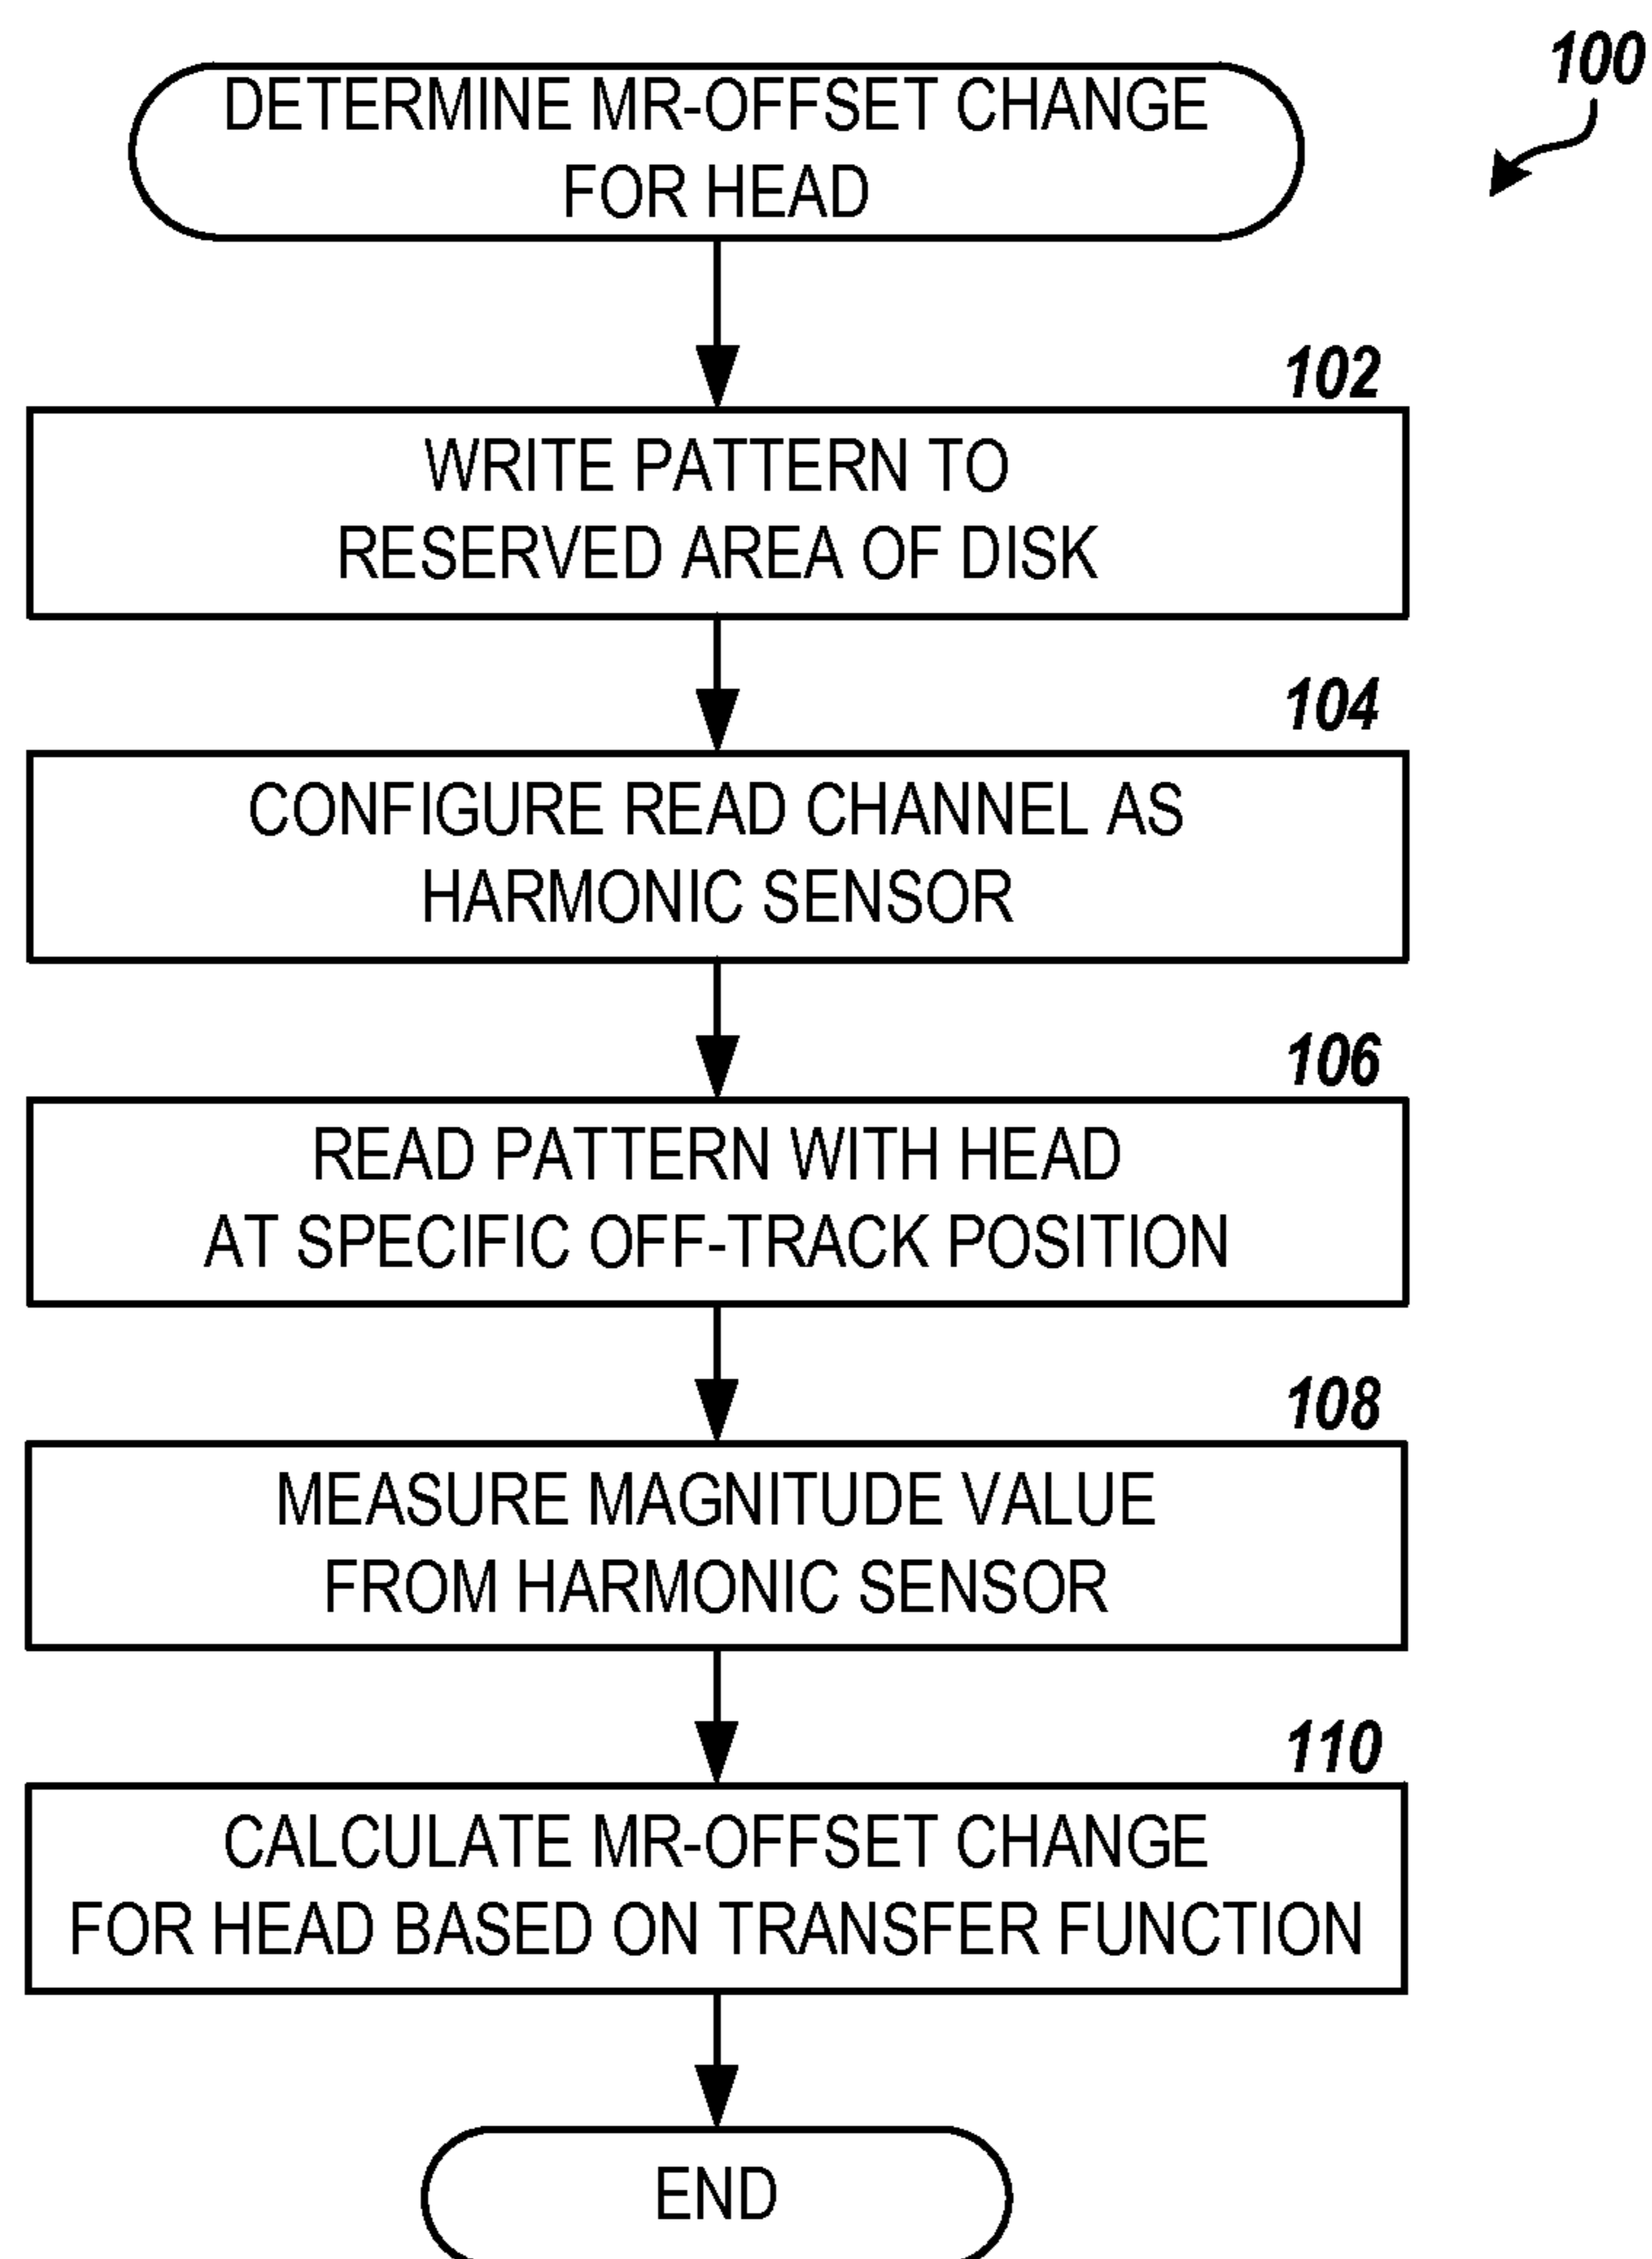 100
DETERMINE MR-OFFSET CHANGE
FOR HEAD
102
WRITE PATTERN TO
RESERVED AREA OF DISK
104
CONFIGURE READ CHANNEL AS
HARMONIC SENSOR
106
READ PATTERN WITH HEAD
AT SPECIFIC OFF-TRACK POSITION
108
MEASURE MAGNITUDE VALUE
FROM HARMONIC SENSOR
110
CALCULATE MR-OFFSET CHANGE
FOR HEAD BASED ON TRANSFER FUNCTION
END